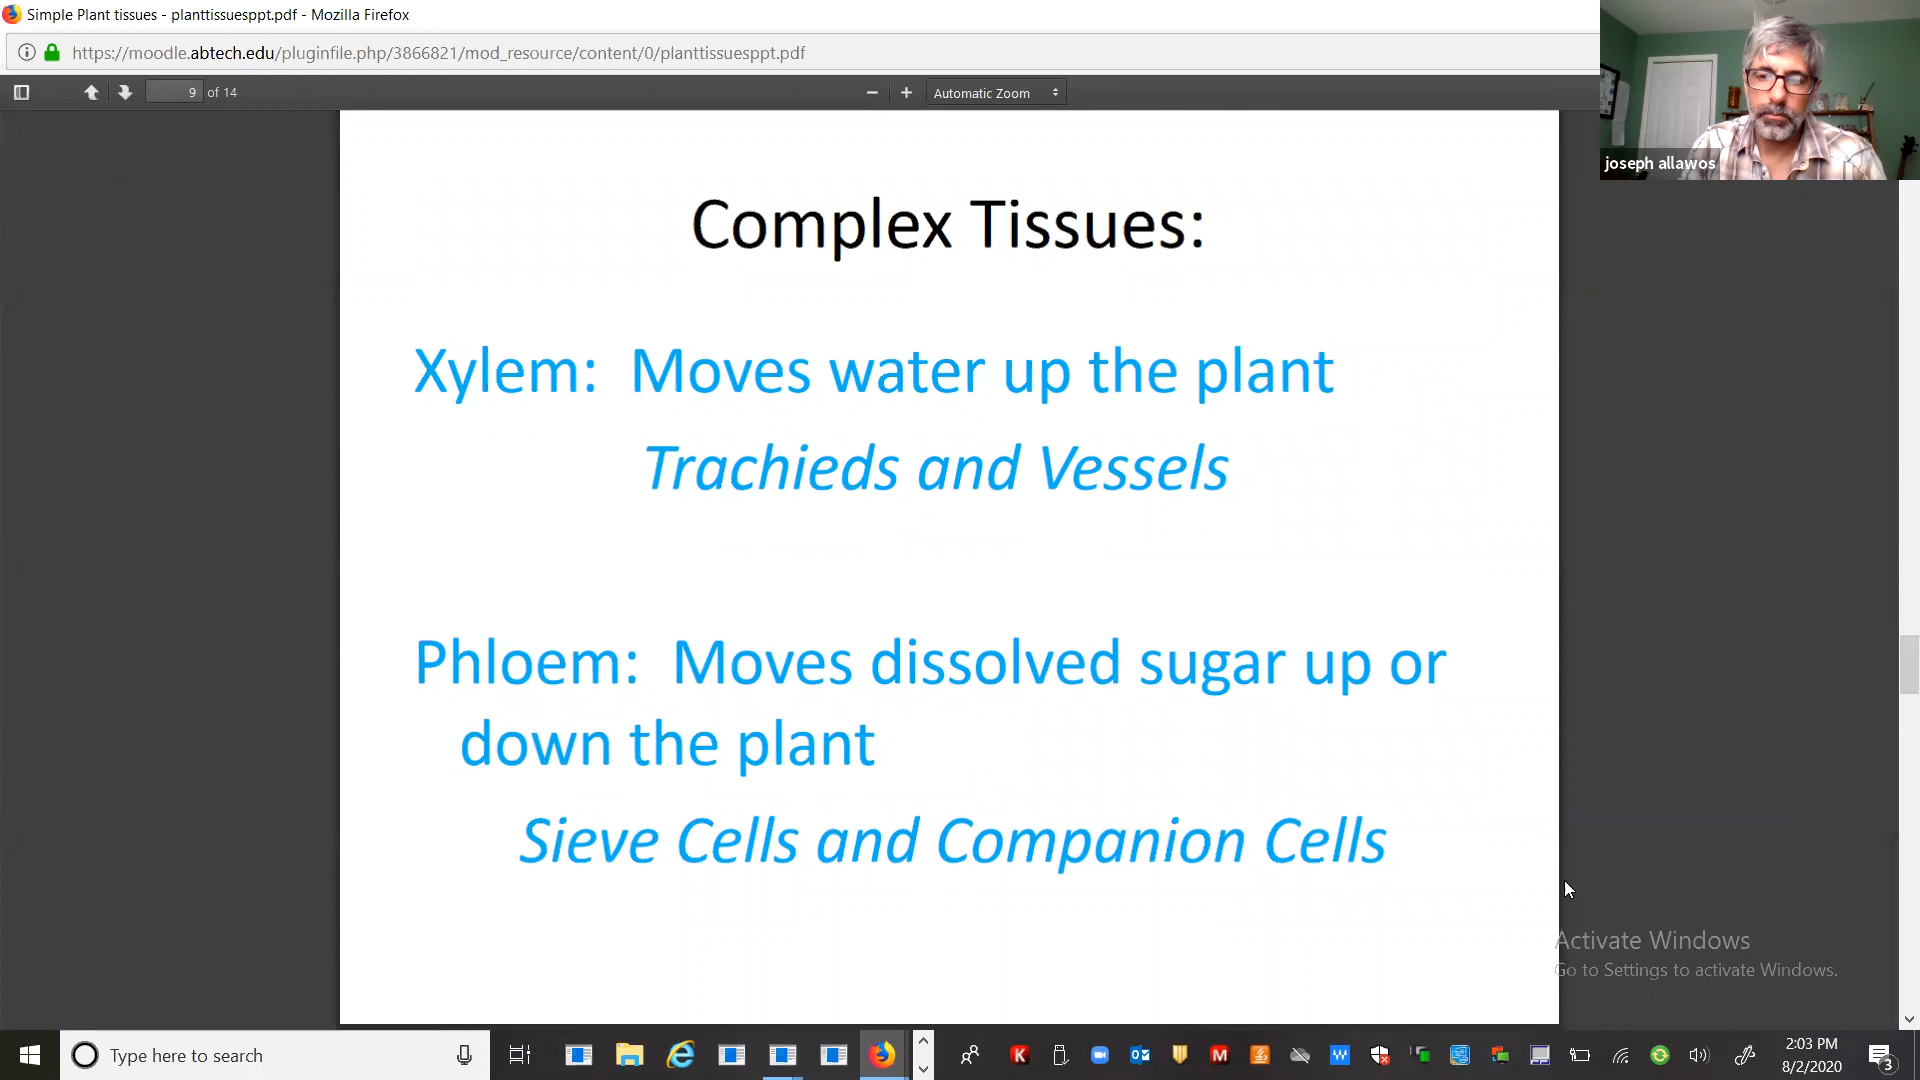 Simple Plant tissues - planttissuesppt.pdf - Mozilla Firefox
https://moodle.abtech.edu/pluginfile.php/3866821/mod_resource/content/0/planttissuesppt.pdf
9 of 14
Automatic Zoom
joseph allawos
Complex Tissues:
Xylem: Moves water up the plant
Trachieds and Vessels
Phloem: Moves dissolved sugar up or
down the plant
Sieve Cells and Companion Cells
Activate Windows
Go to Settings to activate Windows.
Type here to search
2:03 PM
8/2/2020
3